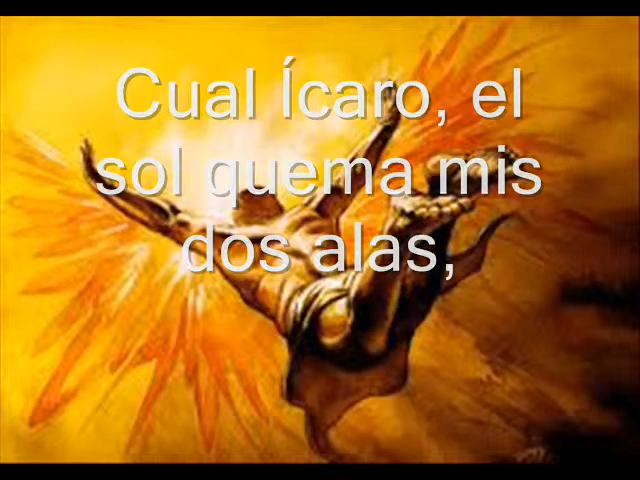 Cual Ícaro, el
sol quema mis
dos alas,